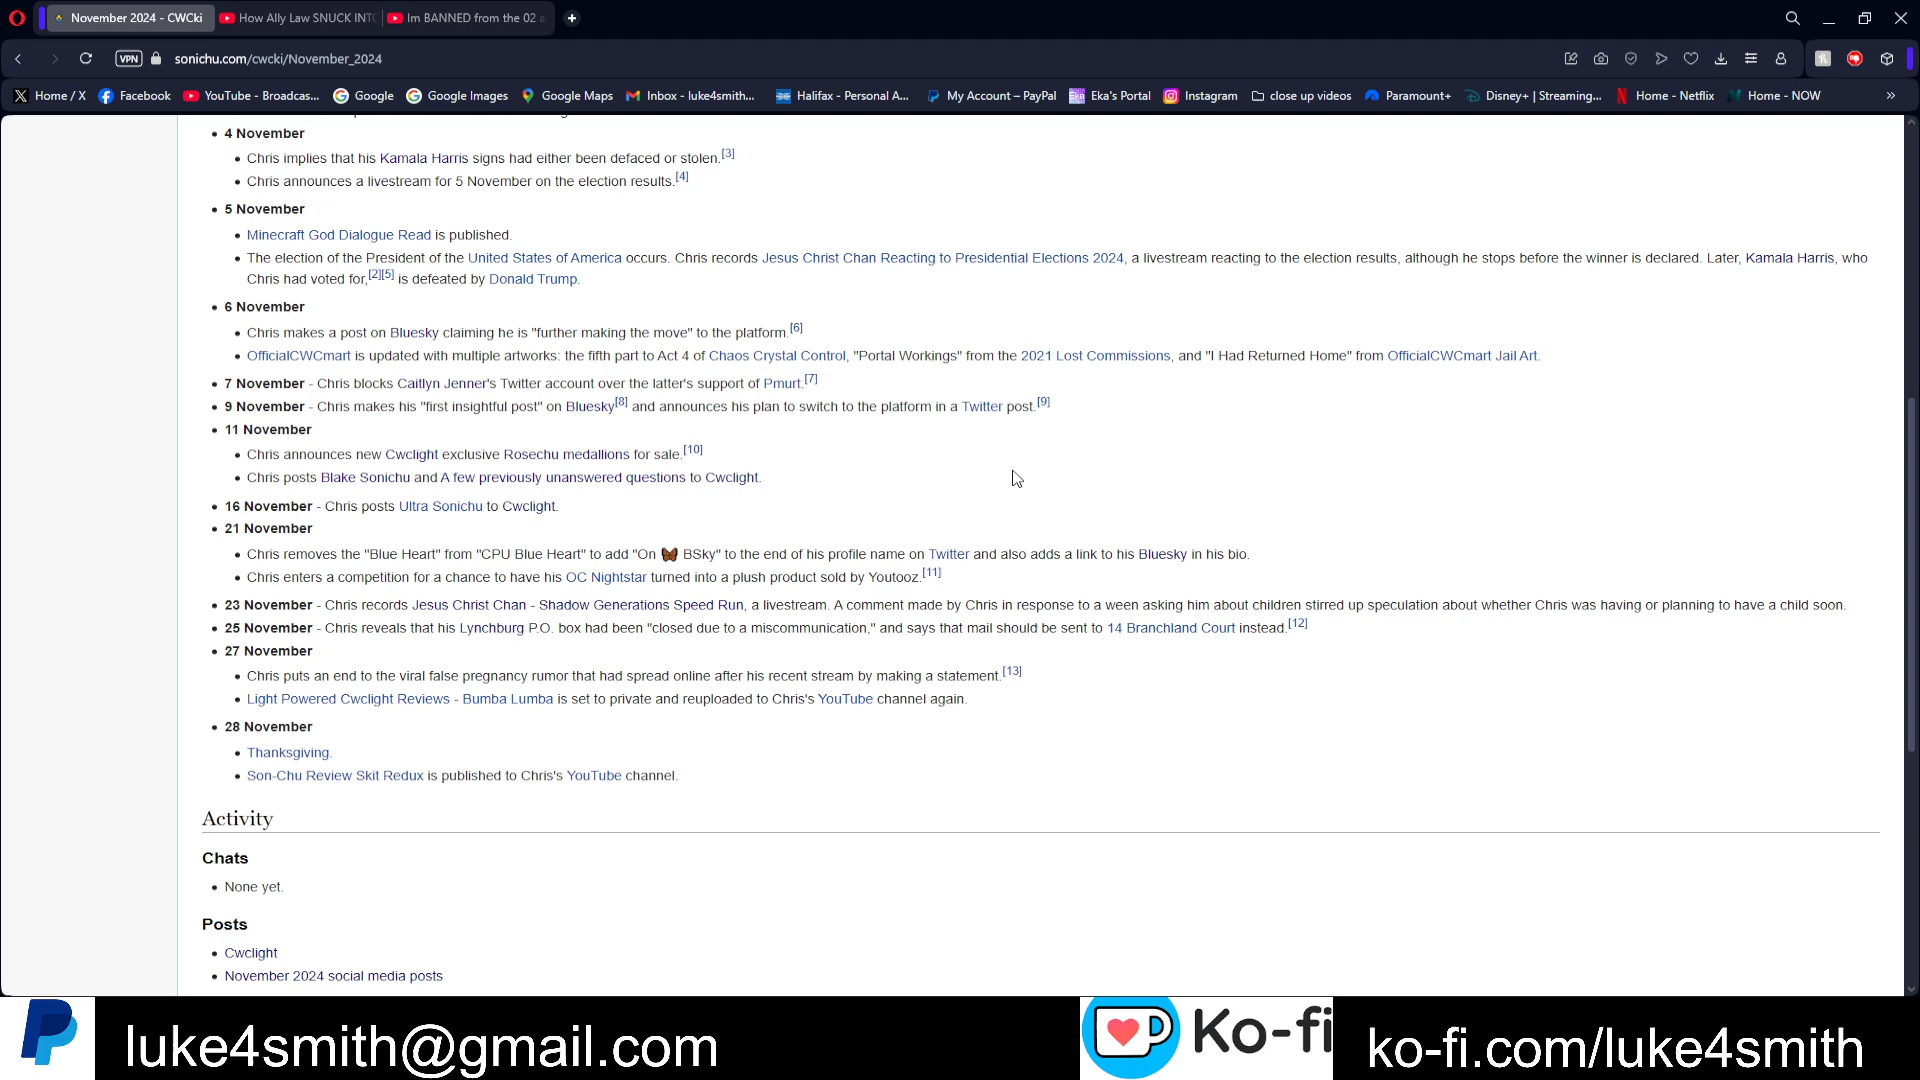 November 2024 - CWCki
How Ally Law SNUCK INTO
Im BANNED from the 02 a
VPN
sonichu.com/cwcki/November_2024
Home / X
Facebook
YouTube - Broadcas...
Google
Google Images
Google Maps
Inbox - luke4smith...
Halifax - Personal A...
My Account – PayPal
Eka's Portal
Instagram
close up videos
Paramount+
Disney+ | Streaming...
Home - Netflix
Home - NOW
»
• 4 November
• Chris implies that his Kamala Harris signs had either been defaced or stolen.[3]
• Chris announces a livestream for 5 November on the election results.[4]
• 5 November
• Minecraft God Dialogue Read is published.
• The election of the President of the United States of America occurs. Chris records Jesus Christ Chan Reacting to Presidential Elections 2024, a livestream reacting to the election results, although he stops before the winner is declared. Later, Kamala Harris, who
Chris had voted for,[2][5] is defeated by Donald Trump.
• 6 November
• Chris makes a post on Bluesky claiming he is "further making the move" to the platform.[6]
• OfficialCWCmart is updated with multiple artworks: the fifth part to Act 4 of Chaos Crystal Control, "Portal Workings" from the 2021 Lost Commissions, and "I Had Returned Home" from OfficialCWCmart Jail Art.
• 7 November - Chris blocks Caitlyn Jenner's Twitter account over the latter's support of Pmurt.[7]
• 9 November - Chris makes his "first insightful post" on Bluesky[8] and announces his plan to switch to the platform in a Twitter post.[9]
• 11 November
• Chris announces new Cwclight exclusive Rosechu medallions for sale.[10]
• Chris posts Blake Sonichu and A few previously unanswered questions to Cwclight.
• 16 November - Chris posts Ultra Sonichu to Cwclight.
• 21 November
• Chris removes the "Blue Heart" from "CPU Blue Heart" to add "On 🦋 BSky" to the end of his profile name on Twitter and also adds a link to his Bluesky in his bio.
• Chris enters a competition for a chance to have his OC Nightstar turned into a plush product sold by Youtooz.[11]
• 23 November - Chris records Jesus Christ Chan - Shadow Generations Speed Run, a livestream. A comment made by Chris in response to a ween asking him about children stirred up speculation about whether Chris was having or planning to have a child soon.
• 25 November - Chris reveals that his Lynchburg P.O. box had been "closed due to a miscommunication," and says that mail should be sent to 14 Branchland Court instead.[12]
• 27 November
• Chris puts an end to the viral false pregnancy rumor that had spread online after his recent stream by making a statement.[13]
• Light Powered Cwclight Reviews - Bumba Lumba is set to private and reuploaded to Chris's YouTube channel again.
• 28 November
• Thanksgiving.
• Son-Chu Review Skit Redux is published to Chris's YouTube channel.
Activity
Chats
• None yet.
Posts
• Cwclight
• November 2024 social media posts
luke4smith@gmail.com
Ko-fi
ko-fi.com/luke4smith